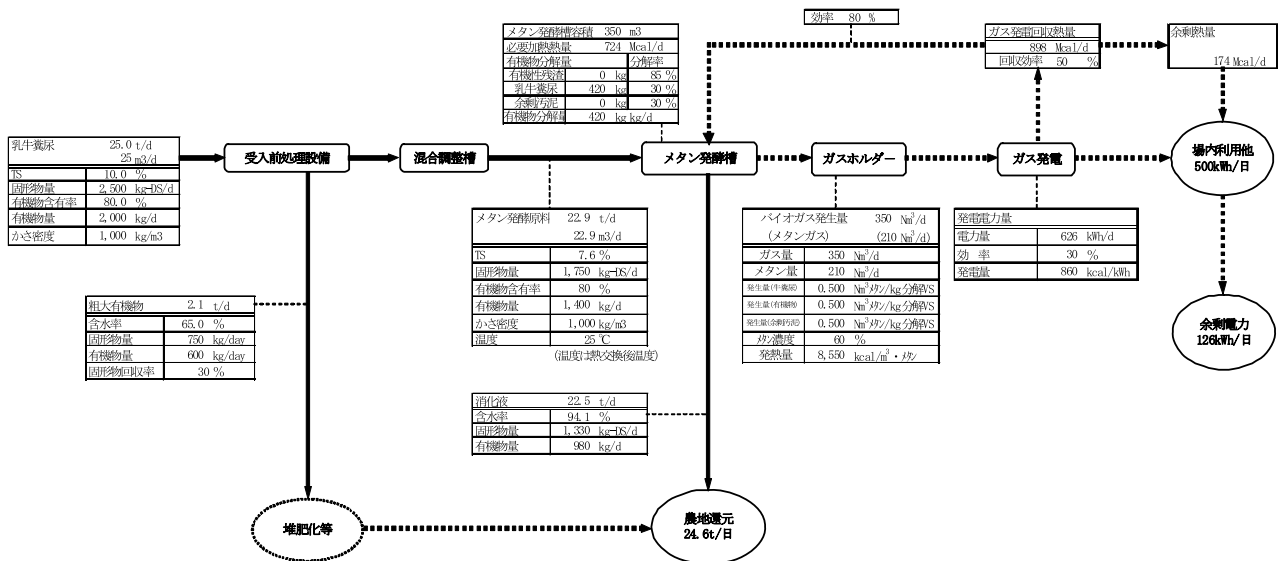 効率 80 %
メタン発酵槽容積 350 m3
必要加熱熱量 724 Mcal/d
有機物分解量 分解率
有機性残渣 0 kg 85 %
乳牛糞尿 420 kg 30 %
余剰汚泥 0 kg 30 %
有機物分解量 420 kg kg/d
ガス発電回収熱量
898 Mcal/d
回収効率 50 %
余剰熱量
174 Mcal/d
乳牛糞尿 25.0 t/d
25 m3/d
TS 10.0 %
固形物量 2,500 kg-DS/d
有機物含有率 80.0 %
有機物量 2,000 kg/d
かさ密度 1,000 kg/m3
受入前処理設備
混合調整槽
メタン発酵槽
ガスホルダー
ガス発電
場内利用他
500kWh/日
粗大有機物 2.1 t/d
含水率 65.0 %
固形物量 750 kg/day
有機物量 600 kg/day
固形物回収率 30 %
メタン発酵原料 22.9 t/d
22.9 m3/d
TS 7.6 %
固形物量 1,750 kg-DS/d
有機物含有率 80 %
有機物量 1,400 kg/d
かさ密度 1,000 kg/m3
温度 25 ℃
(温度は熱交換後温度)
バイオガス発生量 350 Nm³/d
(メタンガス) (210 Nm³/d)
ガス量 350 Nm³/d
メタン量 210 Nm³/d
発生量(牛糞尿) 0.500 Nm³メタン/kg分解VS
発生量(有機物) 0.500 Nm³メタン/kg分解VS
発生量(余剰汚泥) 0.500 Nm³メタン/kg分解VS
メタン濃度 60 %
発熱量 8,550 kcal/m³・メタン
発電電力量
電力量 626 kWh/d
効 率 30 %
発電量 860 kcal/kWh
余剰電力
126kWh/日
消化液 22.5 t/d
含水率 94.1 %
固形物量 1,330 kg-DS/d
有機物量 980 kg/d
堆肥化等
農地還元
24.6t/日